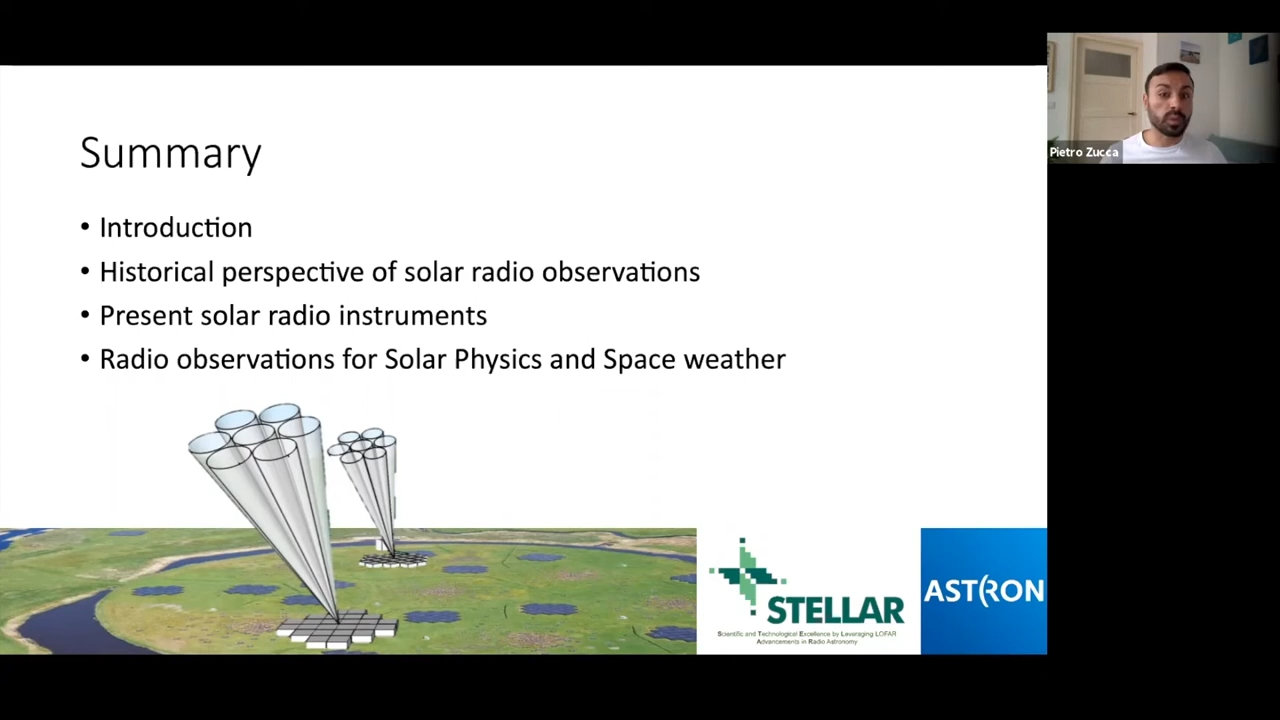 Summary
• Introduction
• Historical perspective of solar radio observations
• Present solar radio instruments
• Radio observations for Solar Physics and Space weather
STELLAR
Scientific and Technological Excellence by Leveraging LOFAR
Advancements in Radio Astronomy
ASTRON
Pietro Zucca